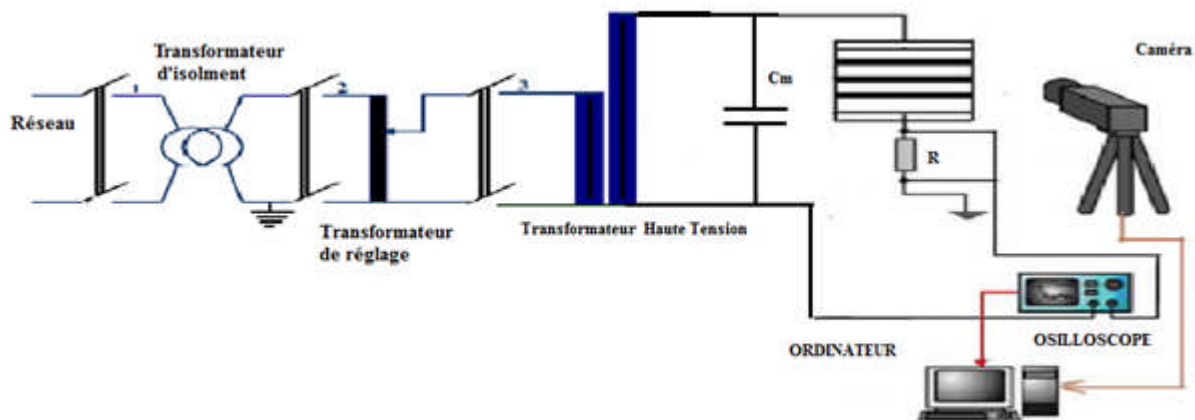 Transformateur
d'isolment
Réseau
1
2
3
Transformateur
de réglage
Transformateur Haute Tension
Cm
R
Caméra
OSILLOSCOPE
ORDINATEUR